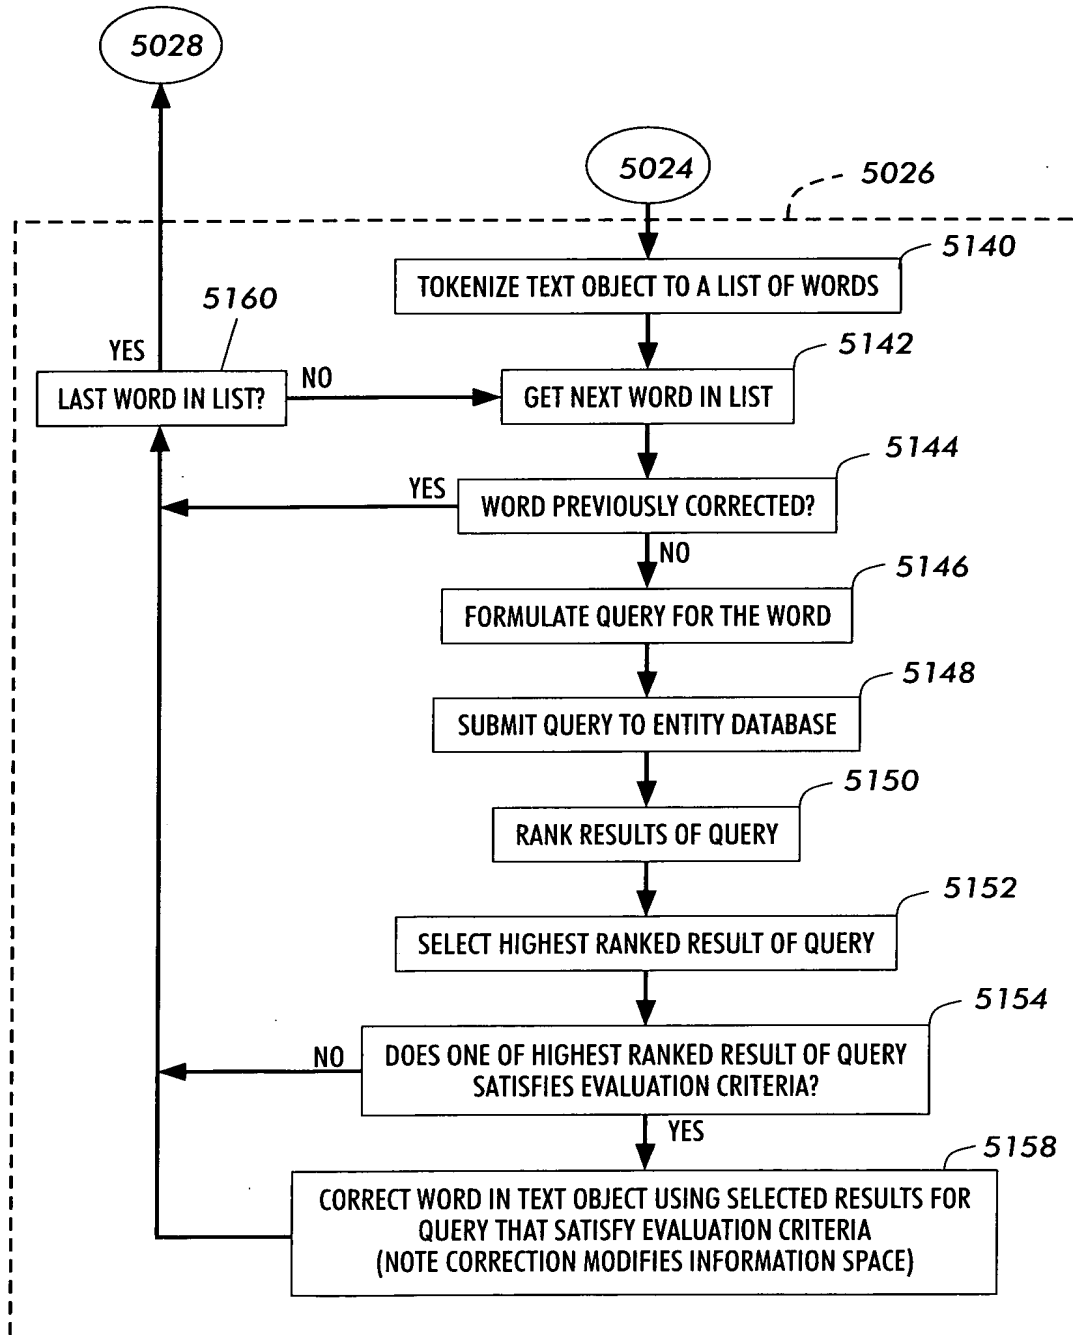 5028
5024
5026
5140
TOKENIZE TEXT OBJECT TO A LIST OF WORDS
5160
YES
5142
LAST WORD IN LIST?
NO
GET NEXT WORD IN LIST
5144
YES
WORD PREVIOUSLY CORRECTED?
NO
5146
FORMULATE QUERY FOR THE WORD
5148
SUBMIT QUERY TO ENTITY DATABASE
5150
RANK RESULTS OF QUERY
5152
SELECT HIGHEST RANKED RESULT OF QUERY
5154
NO
DOES ONE OF HIGHEST RANKED RESULT OF QUERY
SATISFIES EVALUATION CRITERIA?
YES
5158
CORRECT WORD IN TEXT OBJECT USING SELECTED RESULTS FOR
QUERY THAT SATISFY EVALUATION CRITERIA
(NOTE CORRECTION MODIFIES INFORMATION SPACE)